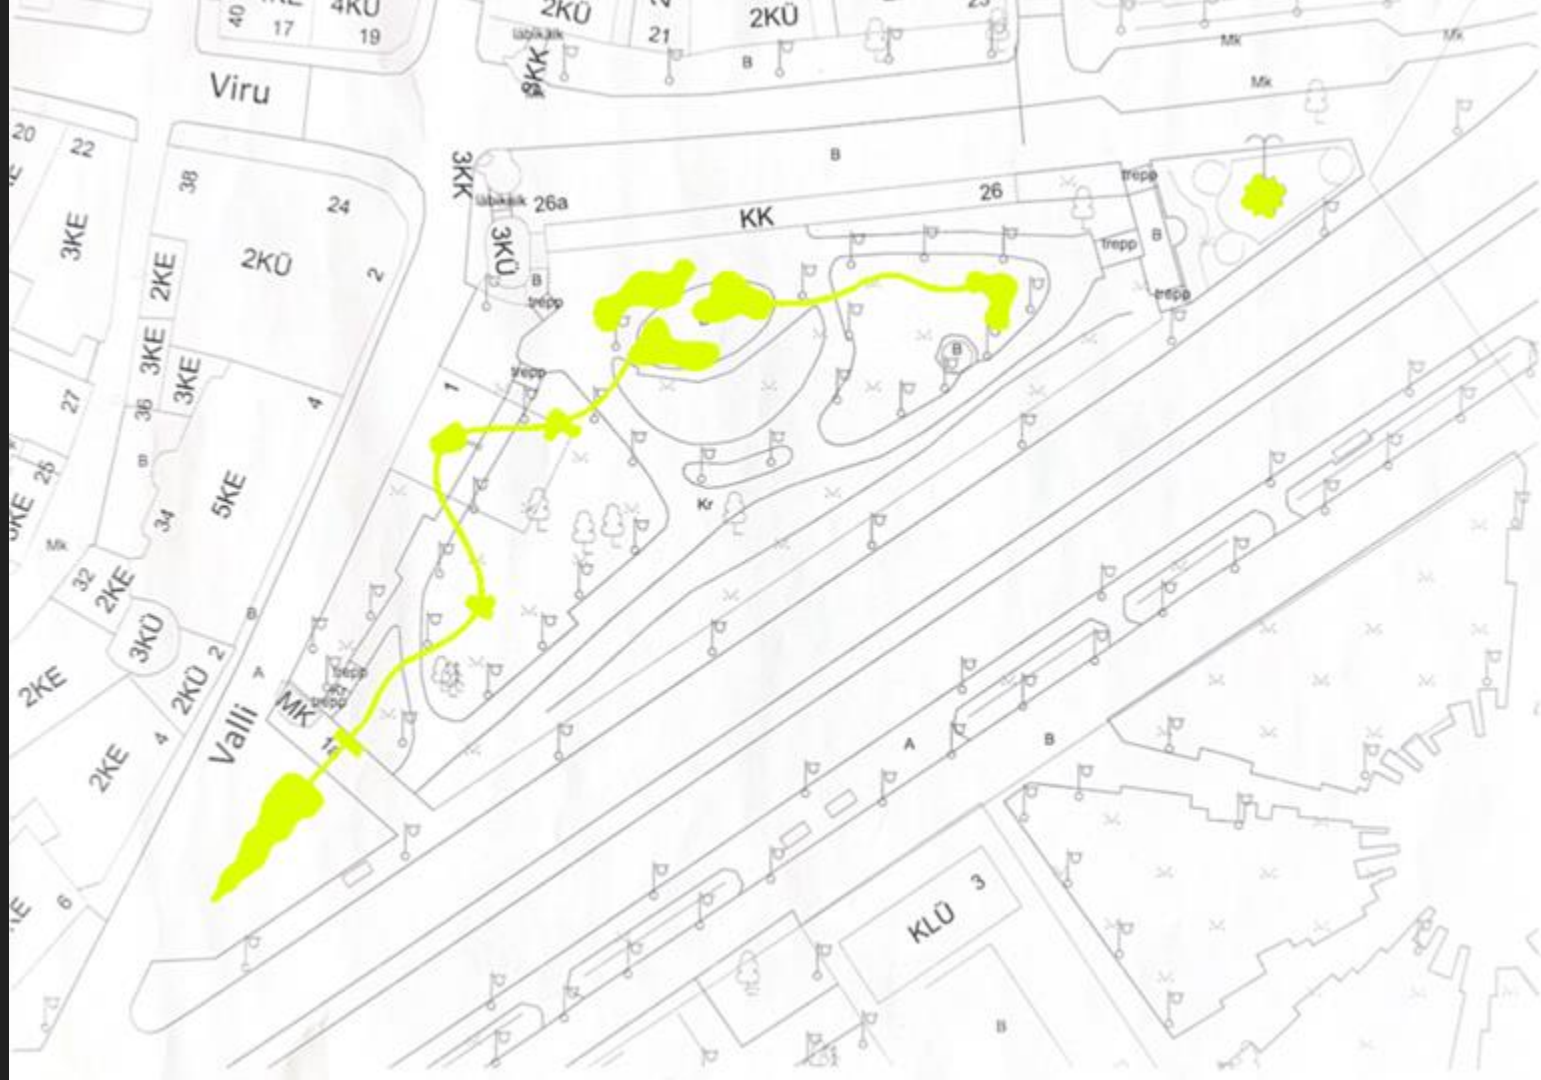 40
17
4KÜ
19
2KÜ
21
2KÜ
läbikäik
B
Mk
Mk
Mk
Viru
20
22
38
24
2KÜ
2
3KE
2KE
3KE
3KE
36
27
25
3KK
läbikäik
26a
3KÜ
B
trepp
KK
26
B
trepp
trepp
B
trepp
trepp
1
4
B
5KE
34
Mk
32
2KE
3KÜ
2KÜ
2
2KE
2KE
4
6
B
A
Valli
MK
trepp
Kr
trepp
B
Kr
A
B
KLÜ
3
B